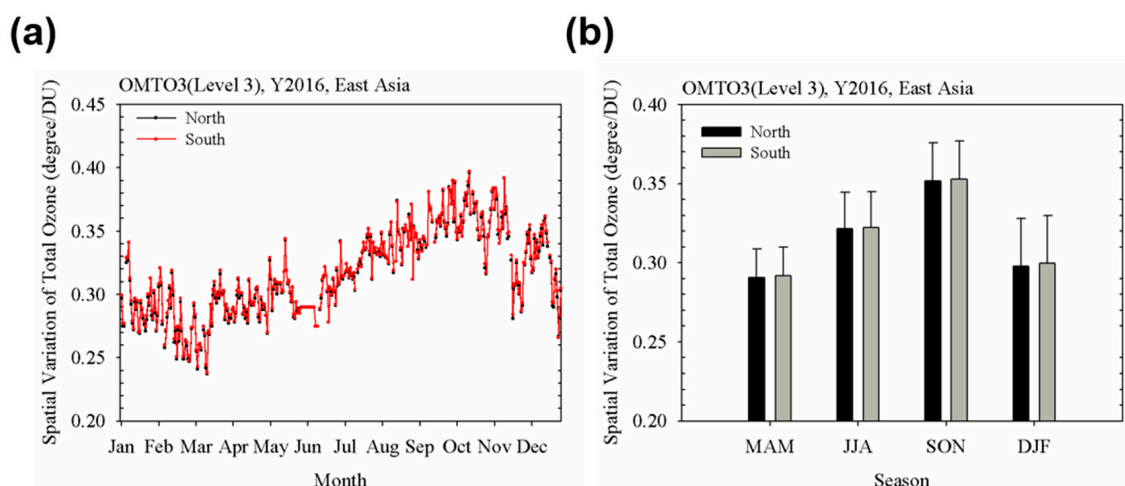 (a)
OMTO3(Level 3), Y2016, East Asia
Spatial Variation of Total Ozone (degree/DU)
0.45
0.40
0.35
0.30
0.25
0.20
North
South
Jan Feb Mar Apr May Jun Jul Aug Sep Oct Nov Dec
Month
(b)
OMTO3(Level 3), Y2016, East Asia
Spatial Variation of Total Ozone (degree/DU)
0.40
0.35
0.30
0.25
0.20
North
South
MAM JJA SON DJF
Season